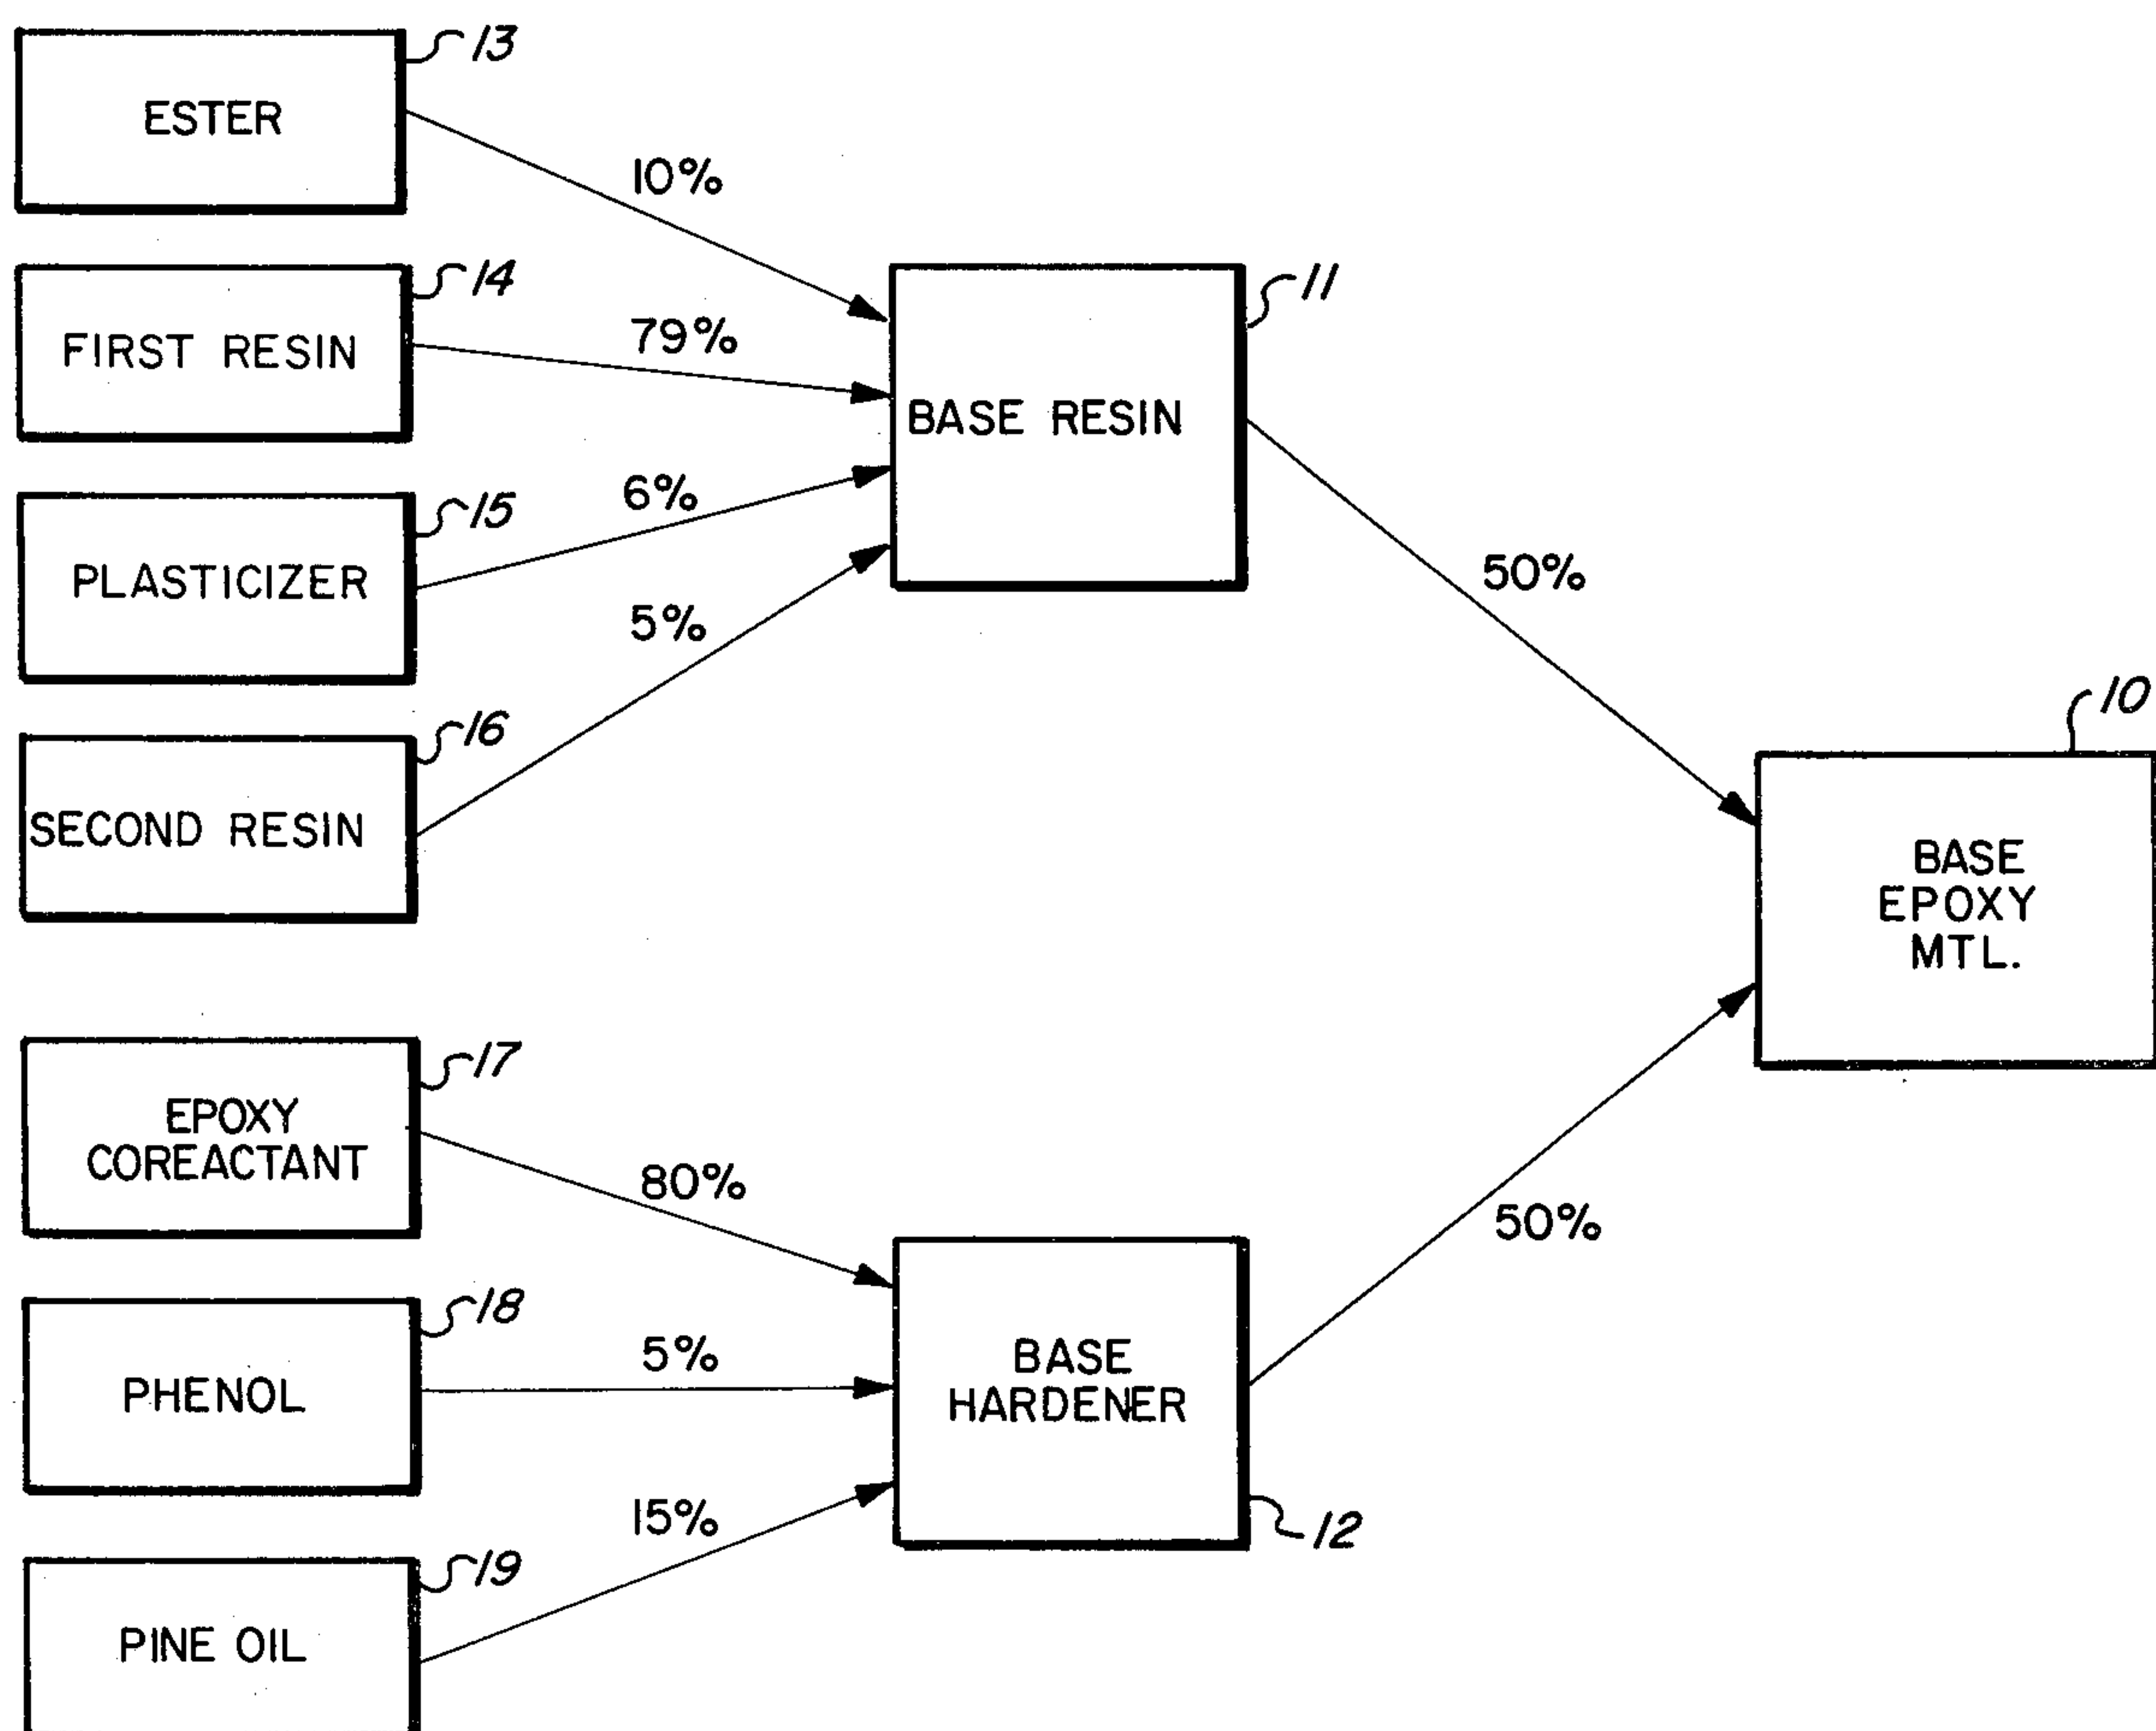 13
ESTER
10%
14
FIRST RESIN
79%
11
BASE RESIN
15
PLASTICIZER
6%
5%
50%
16
SECOND RESIN
10
BASE
EPOXY
MTL.
17
EPOXY
COREACTANT
80%
50%
18
PHENOL
5%
BASE
HARDENER
15%
12
19
PINE OIL